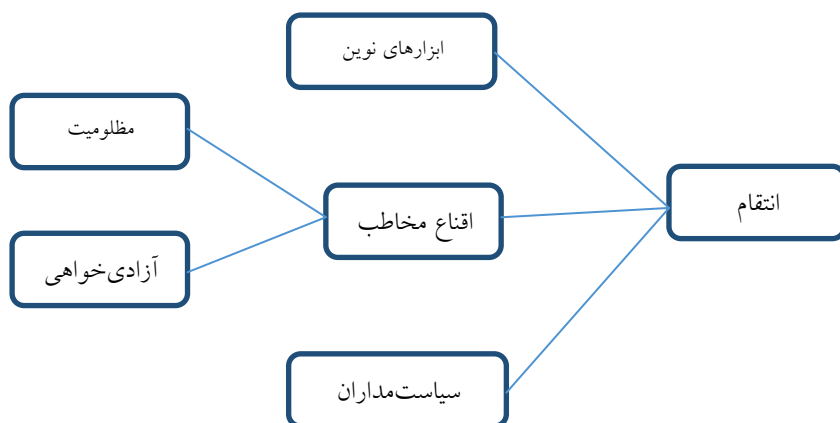 ابزارهای نوین
مظلومیت
انتقام
اقناع مخاطب
آزادی‌خواهی
سیاست‌مداران